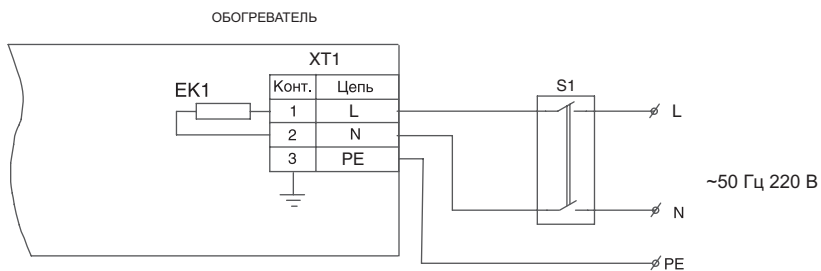 ОБОГРЕВАТЕЛЬ
XT1
EK1
Конт. Цепь
1 L
2 N
3 PE
S1
L
N
PE
~50 Гц 220 В